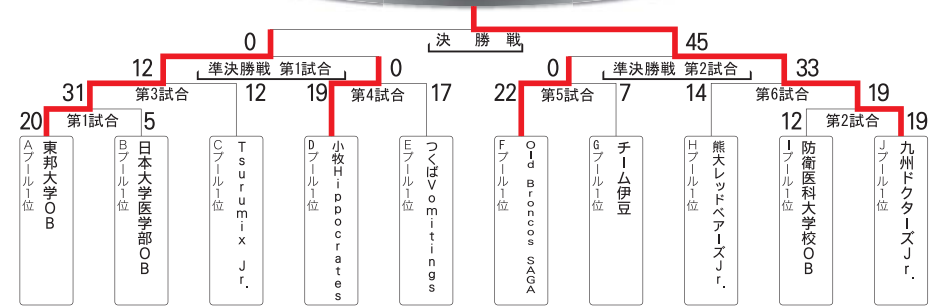 決勝戦
0
45
準決勝戦 第1試合
準決勝戦 第2試合
12
0
0
33
第3試合
第4試合
第5試合
第6試合
31
12
19
17
22
7
14
19
第1試合
第2試合
20
5
12
19
Aプール1位
東邦大学OB
Bプール1位
日本大学医学部OB
Cプール1位
Tsurumix Jr.
Dプール1位
小牧Hippocrates
Eプール1位
つくばVomitings
Fプール1位
Old Broncos SAGA
Gプール1位
チーム伊豆
Hプール1位
熊大レッドベアーズJr.
Iプール1位
防衛医科大学校OB
Jプール1位
九州ドクターズJr.